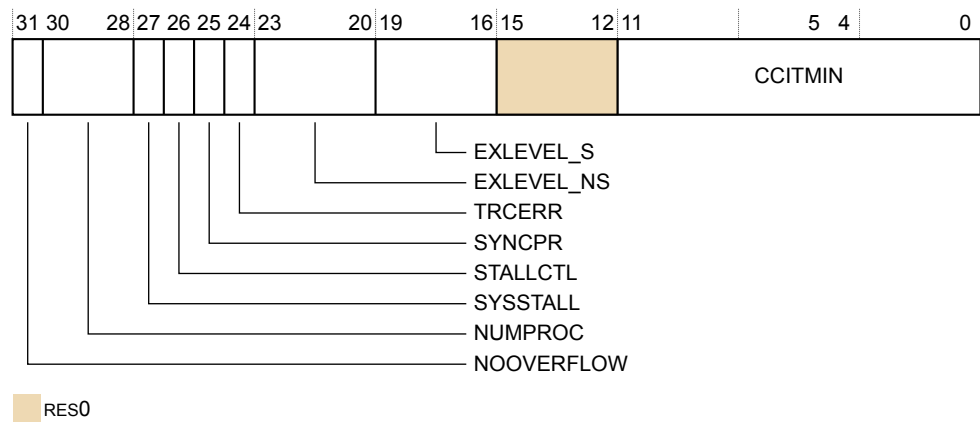 31 30 28 27 26 25 24 23 20 19 16 15 12 11 5 4 0
CCITMIN
EXLEVEL_S
EXLEVEL_NS
TRCERR
SYNCPR
STALLCTL
SYSSTALL
NUMPROC
NOOVERFLOW
RES0